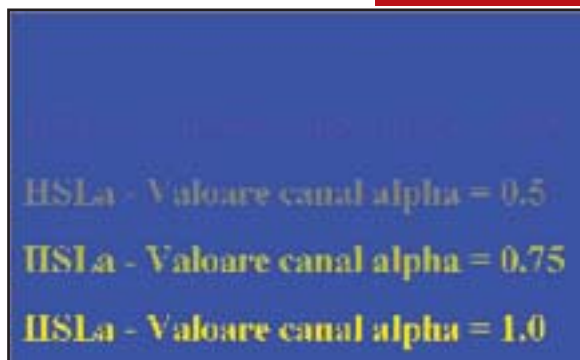 HSLa - Valoare canal alpha = 0.5
HSLa - Valoare canal alpha = 0.75
HSLa - Valoare canal alpha = 1.0